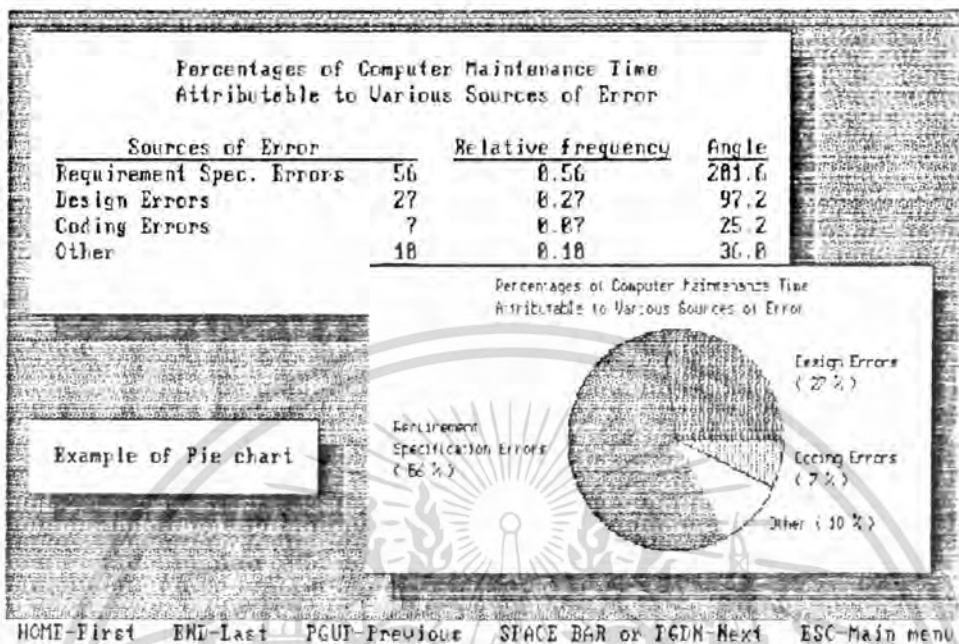 Percentages of Computer Maintenance Time
Attributable to Various Sources of Error
Sources of Error Relative frequency Angle
Requirement Spec. Errors 56 0.56 201.6
Design Errors 27 0.27 97.2
Coding Errors 7 0.07 25.2
Other 10 0.10 36.0
Percentages of Computer Maintenance Time
Attributable to Various Sources of Error
Design Errors
( 27 % )
Requirement
Specification Errors
( 56 % )
Coding Errors
( 7 % )
Other ( 10 % )
Example of Pie chart
HOME-First END-Last PGUP-Previous SPACE BAR or PGDN-Next ESC-Main menu